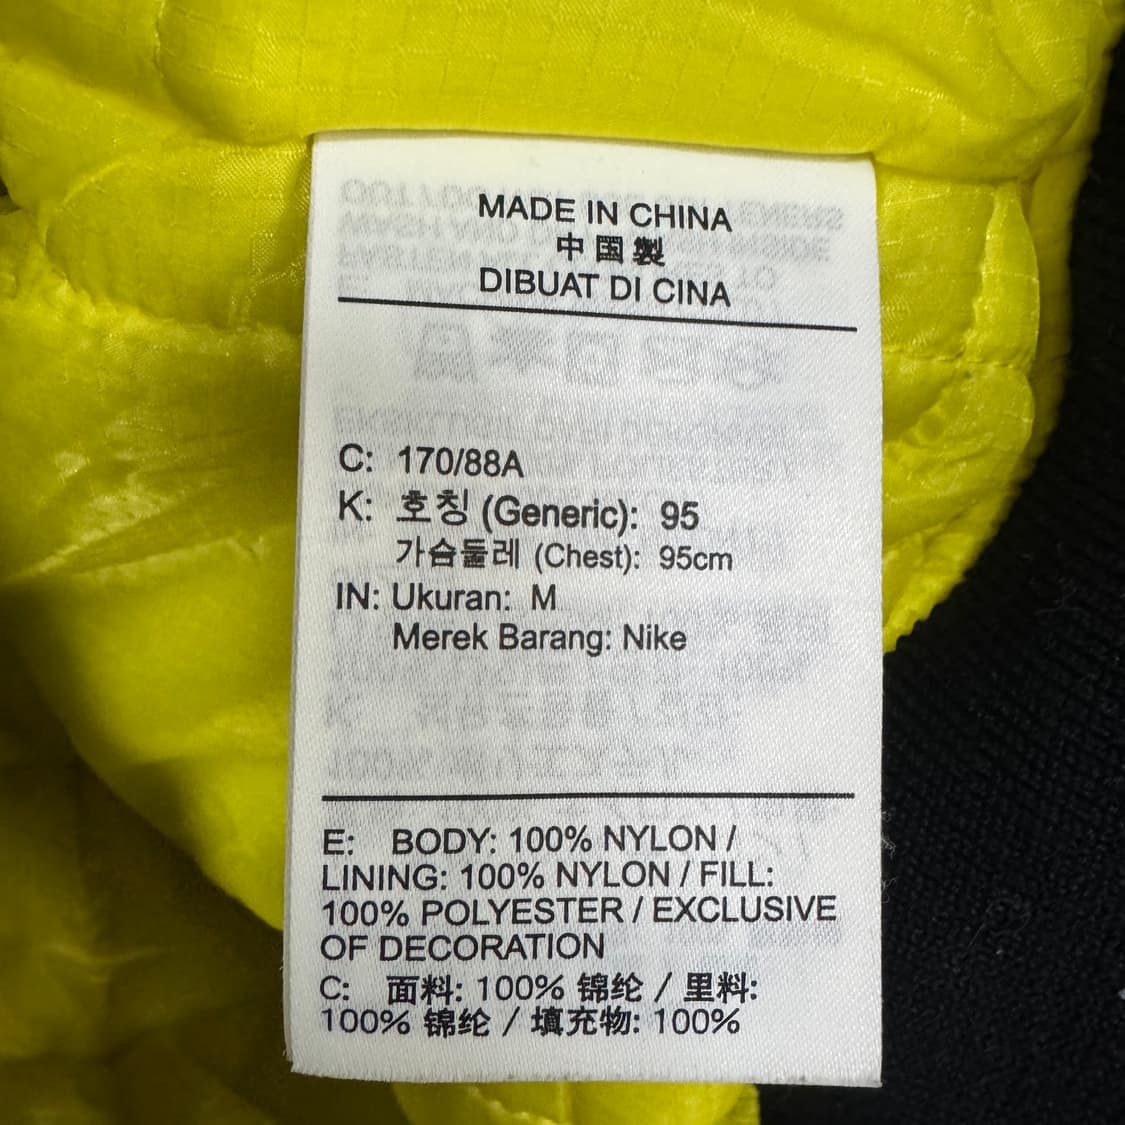 MADE IN CHINA
中国製
DIBUAT DI CINA
C: 170/88A
K: 호칭 (Generic): 95
가슴둘레 (Chest): 95cm
IN: Ukuran: M
Merek Barang: Nike
E: BODY: 100% NYLON /
LINING: 100% NYLON / FILL:
100% POLYESTER / EXCLUSIVE
OF DECORATION
C: 面料: 100% 锦纶 / 里料:
100% 锦纶 / 填充物: 100%